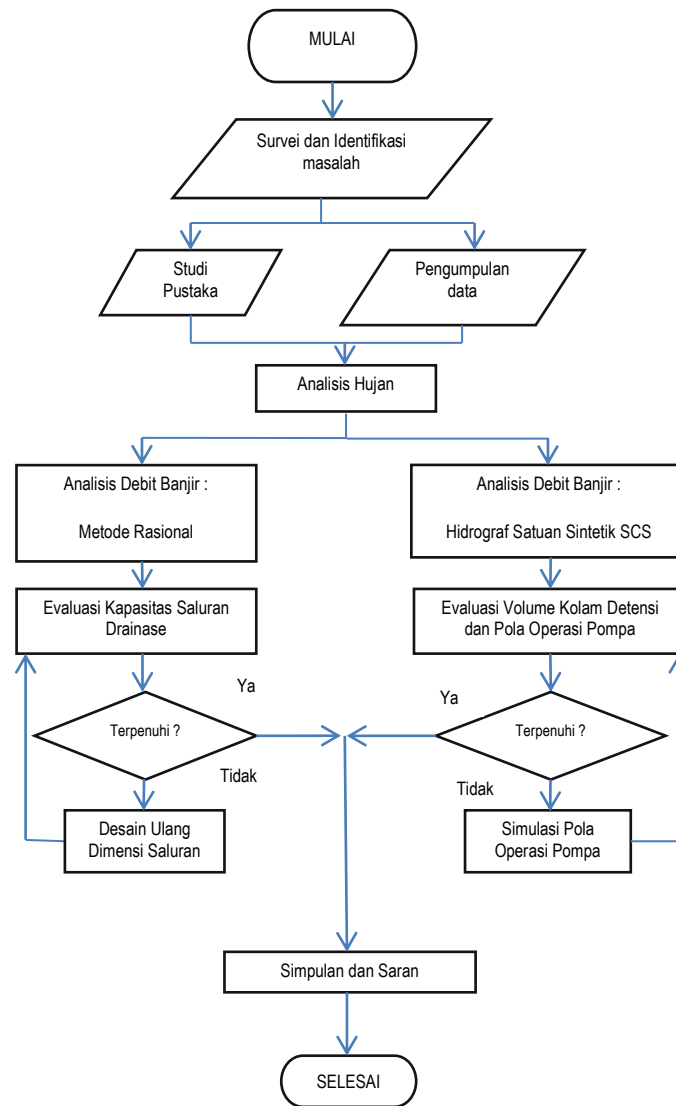 MULAI
Survei dan Identifikasi
masalah
Studi
Pustaka
Pengumpulan
data
Analisis Hujan
Analisis Debit Banjir :
Metode Rasional
Analisis Debit Banjir :
Hidrograf Satuan Sintetik SCS
Evaluasi Kapasitas Saluran
Drainase
Evaluasi Volume Kolam Detensi
dan Pola Operasi Pompa
Ya
Ya
Terpenuhi ?
Terpenuhi ?
Tidak
Tidak
Desain Ulang
Dimensi Saluran
Simulasi Pola
Operasi Pompa
Simpulan dan Saran
SELESAI